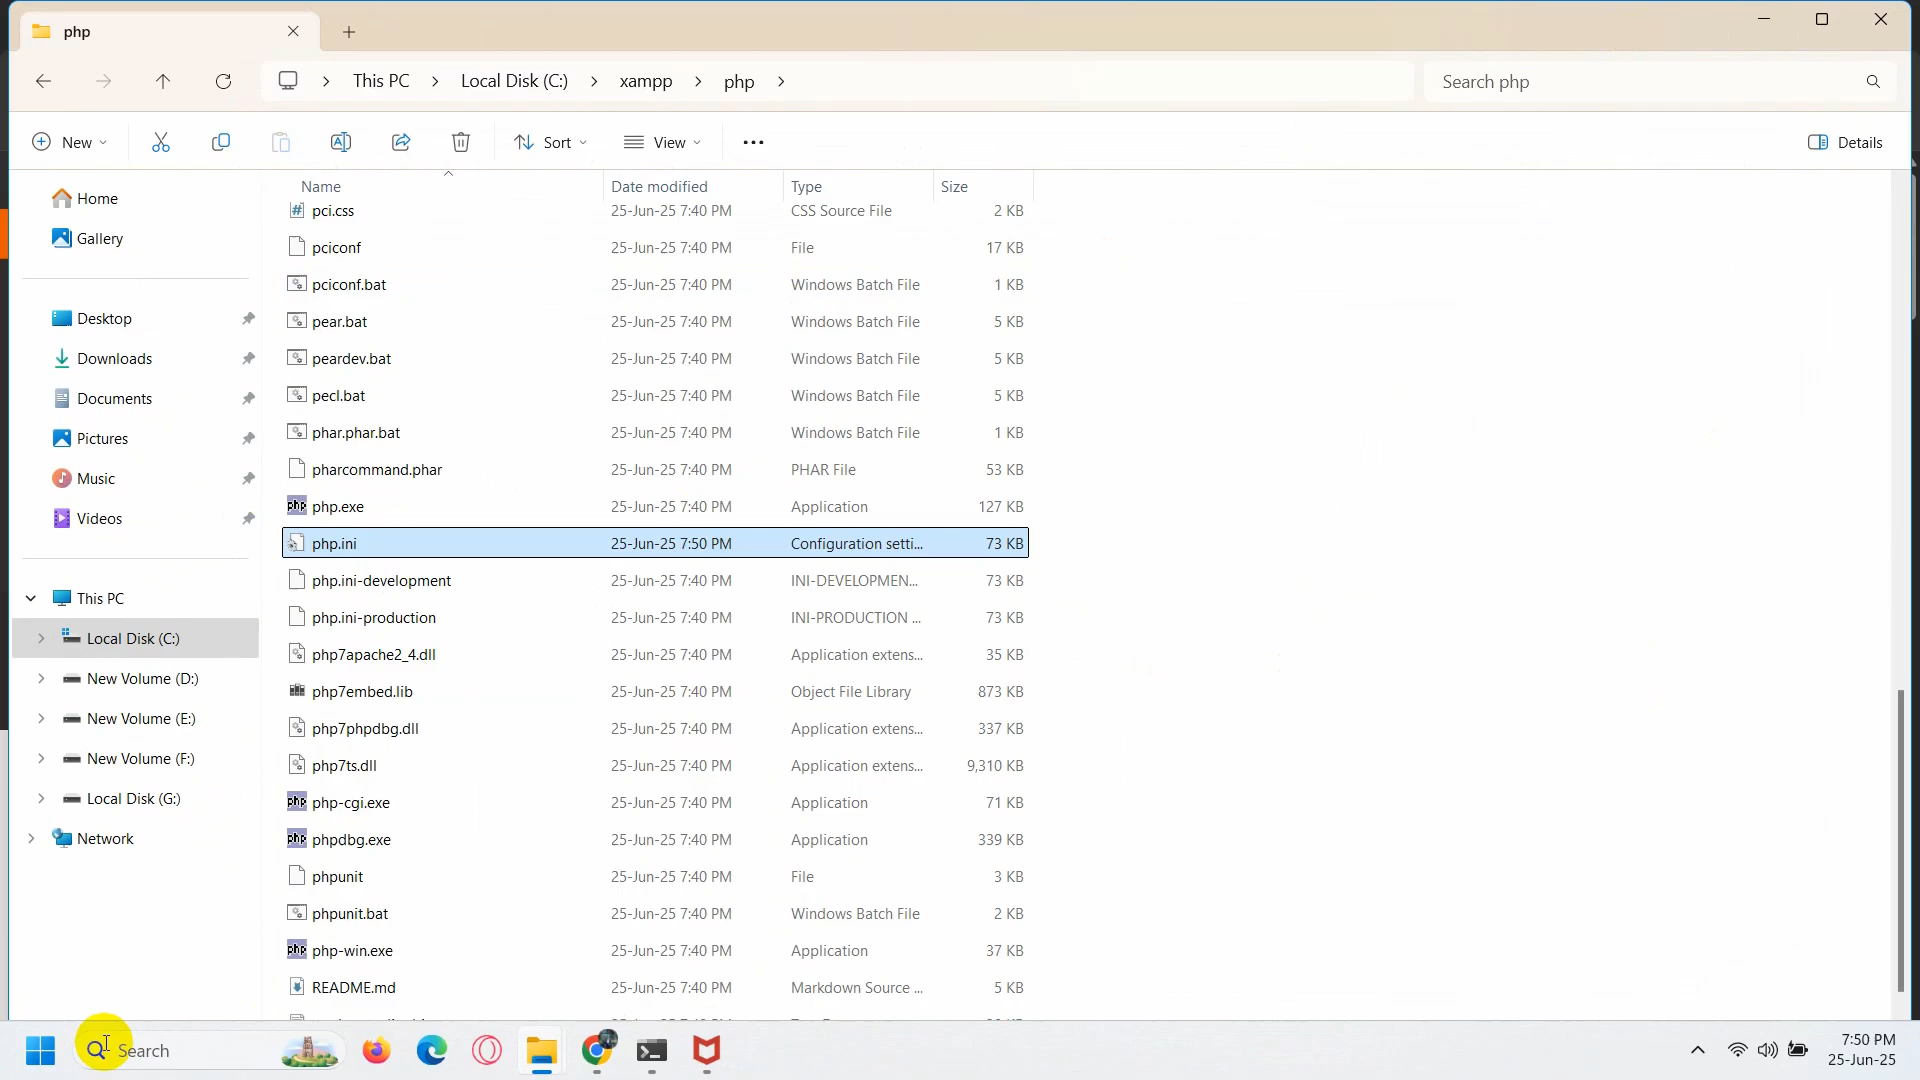 php
This PC
Local Disk (C:)
xampp
php
Search php
New
Sort
View
Details
Name
Date modified
Type
Size
Home
Gallery
Desktop
Downloads
Documents
Pictures
Music
Videos
This PC
Local Disk (C:)
New Volume (D:)
New Volume (E:)
New Volume (F:)
Local Disk (G:)
Network
pci.css 25-Jun-25 7:40 PM CSS Source File 2 KB
pciconf 25-Jun-25 7:40 PM File 17 KB
pciconf.bat 25-Jun-25 7:40 PM Windows Batch File 1 KB
pear.bat 25-Jun-25 7:40 PM Windows Batch File 5 KB
peardev.bat 25-Jun-25 7:40 PM Windows Batch File 5 KB
pecl.bat 25-Jun-25 7:40 PM Windows Batch File 5 KB
phar.phar.bat 25-Jun-25 7:40 PM Windows Batch File 1 KB
pharcommand.phar 25-Jun-25 7:40 PM PHAR File 53 KB
php.exe 25-Jun-25 7:40 PM Application 127 KB
php.ini 25-Jun-25 7:50 PM Configuration setti... 73 KB
php.ini-development 25-Jun-25 7:40 PM INI-DEVELOPMEN... 73 KB
php.ini-production 25-Jun-25 7:40 PM INI-PRODUCTION ... 73 KB
php7apache2_4.dll 25-Jun-25 7:40 PM Application extens... 35 KB
php7embed.lib 25-Jun-25 7:40 PM Object File Library 873 KB
php7phpdbg.dll 25-Jun-25 7:40 PM Application extens... 337 KB
php7ts.dll 25-Jun-25 7:40 PM Application extens... 9,310 KB
php-cgi.exe 25-Jun-25 7:40 PM Application 71 KB
phpdbg.exe 25-Jun-25 7:40 PM Application 339 KB
phpunit 25-Jun-25 7:40 PM File 3 KB
phpunit.bat 25-Jun-25 7:40 PM Windows Batch File 2 KB
php-win.exe 25-Jun-25 7:40 PM Application 37 KB
README.md 25-Jun-25 7:40 PM Markdown Source ... 5 KB
Search
7:50 PM
25-Jun-25